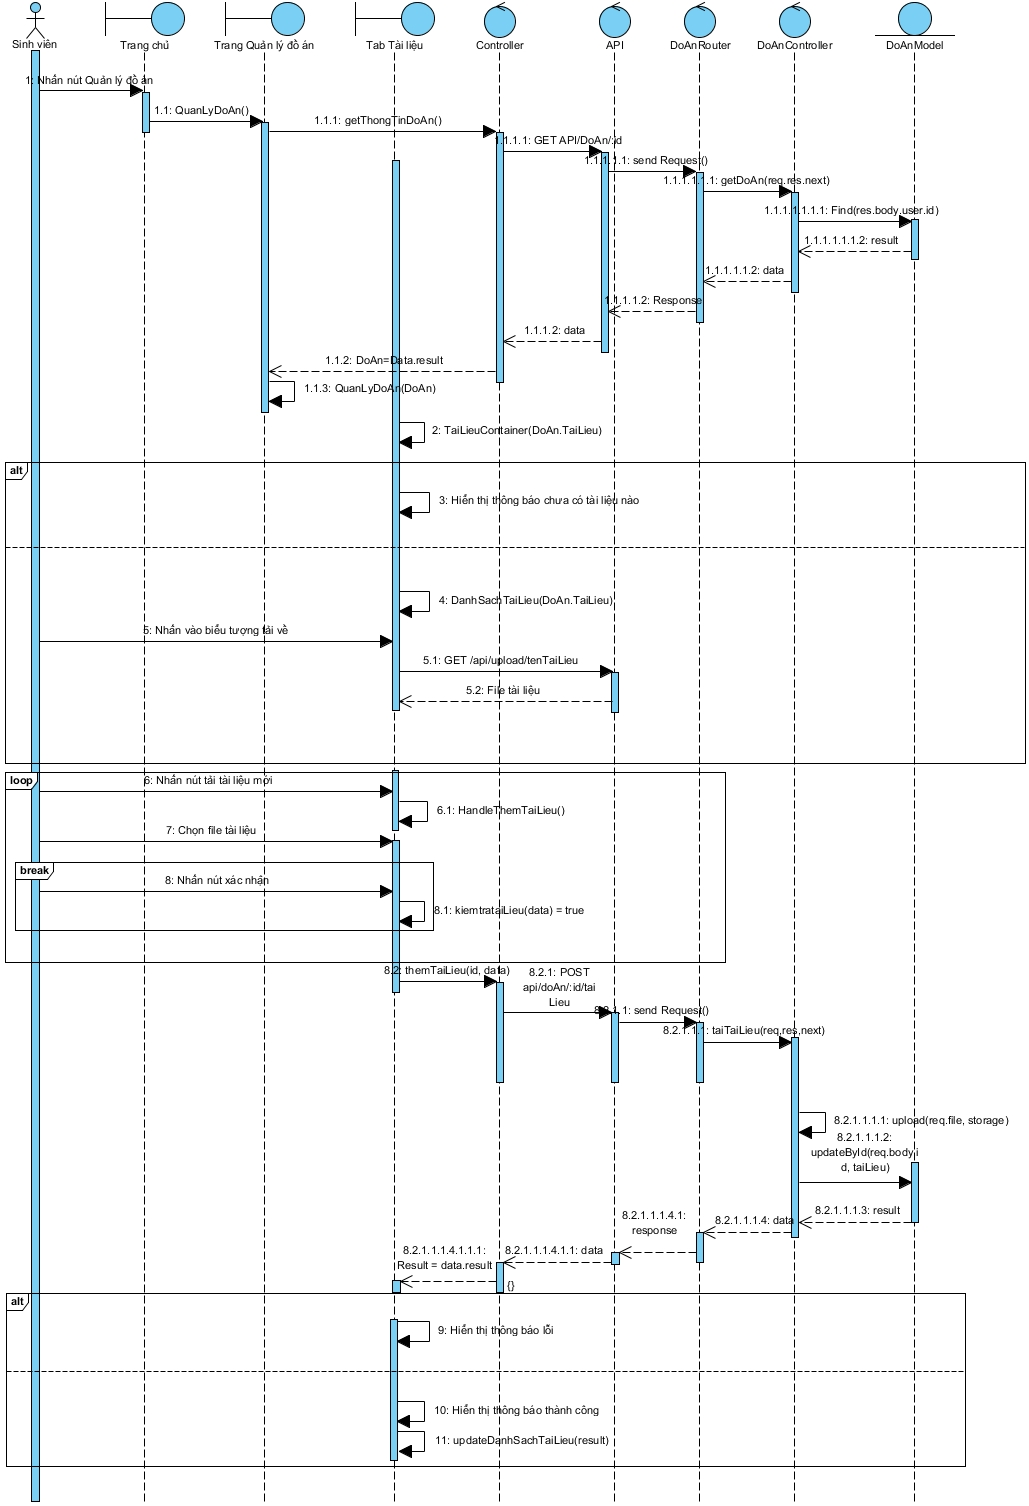 Sinh viên
Trang chủ
Trang Quản lý đồ án
Tab Tài liệu
Controller
API
DoAnRouter
DoAnController
DoAnModel
1: Nhấn nút Quản lý đồ án
1.1: QuanLyDoAn()
1.1.1: getThongTinDoAn()
1.1.1.1: GET API/DoAn/:id
1.1.1.1.1: send Request()
1.1.1.1.1.1: getDoAn(req.res.next)
1.1.1.1.1.1.1: Find(res.body.user.id)
1.1.1.1.1.1.2: result
1.1.1.1.1.2: data
1.1.1.1.2: Response
1.1.1.2: data
1.1.2: DoAn=Data.result
1.1.3: QuanLyDoAn(DoAn)
2: TaiLieuContainer(DoAn.TaiLieu)
alt
3: Hiển thị thông báo chưa có tài liệu nào
4: DanhSachTaiLieu(DoAn.TaiLieu)
5: Nhấn vào biểu tượng tải về
5.1: GET /api/upload/tenTaiLieu
5.2: File tài liệu
loop
6: Nhấn nút tải tài liệu mới
6.1: HandleThemTaiLieu()
7: Chọn file tài liệu
break
8: Nhấn nút xác nhận
8.1: kiemtrataiLieu(data) = true
8.2: themTaiLieu(id, data)
8.2.1: POST
api/doAn/:id/tai
Lieu
8.2.1.1: send Request()
8.2.1.1.1: taiTaiLieu(req,res,next)
8.2.1.1.1.1: upload(req.file, storage)
8.2.1.1.1.2:
updateById(req.body.i
d, taiLieu)
8.2.1.1.1.3: result
8.2.1.1.1.4: data
8.2.1.1.1.4.1:
response
8.2.1.1.1.4.1.1: data
8.2.1.1.1.4.1.1.1:
Result = data.result
{}
alt
9: Hiển thị thông báo lỗi
10: Hiển thị thông báo thành công
11: updateDanhSachTaiLieu(result)